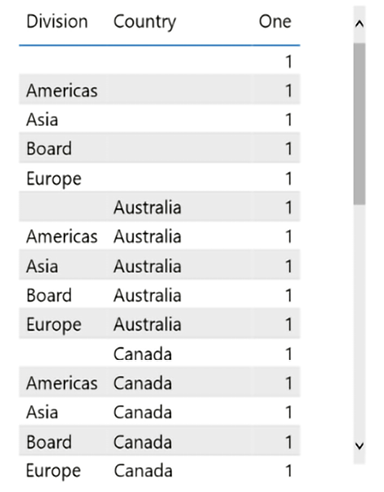 Division Country One
1
Americas 1
Asia 1
Board 1
Europe 1
Australia 1
Americas Australia 1
Asia Australia 1
Board Australia 1
Europe Australia 1
Canada 1
Americas Canada 1
Asia Canada 1
Board Canada 1
Europe Canada 1